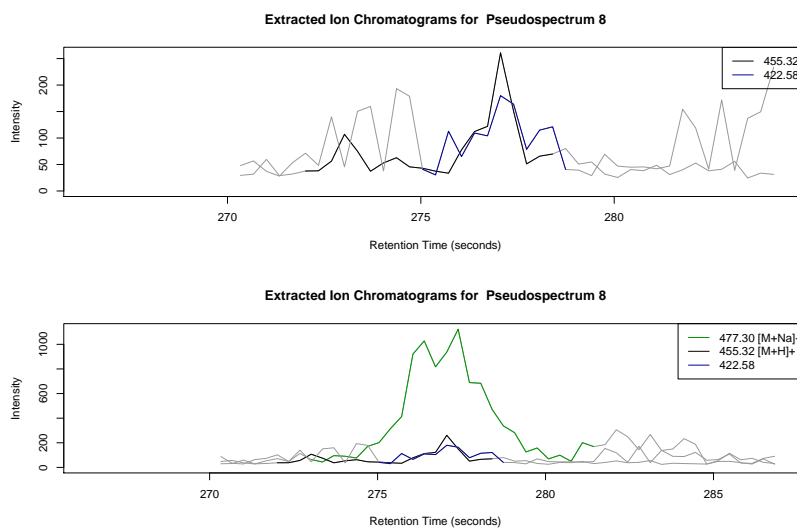 Extracted Ion Chromatograms for Pseudospectrum 8
Intensity
200
100
50
0
455.32
422.58
270
275
280
Retention Time (seconds)
Extracted Ion Chromatograms for Pseudospectrum 8
Intensity
1000
600
200
0
477.30 [M+Na]+
455.32 [M+H]+
422.58
270
275
280
285
Retention Time (seconds)